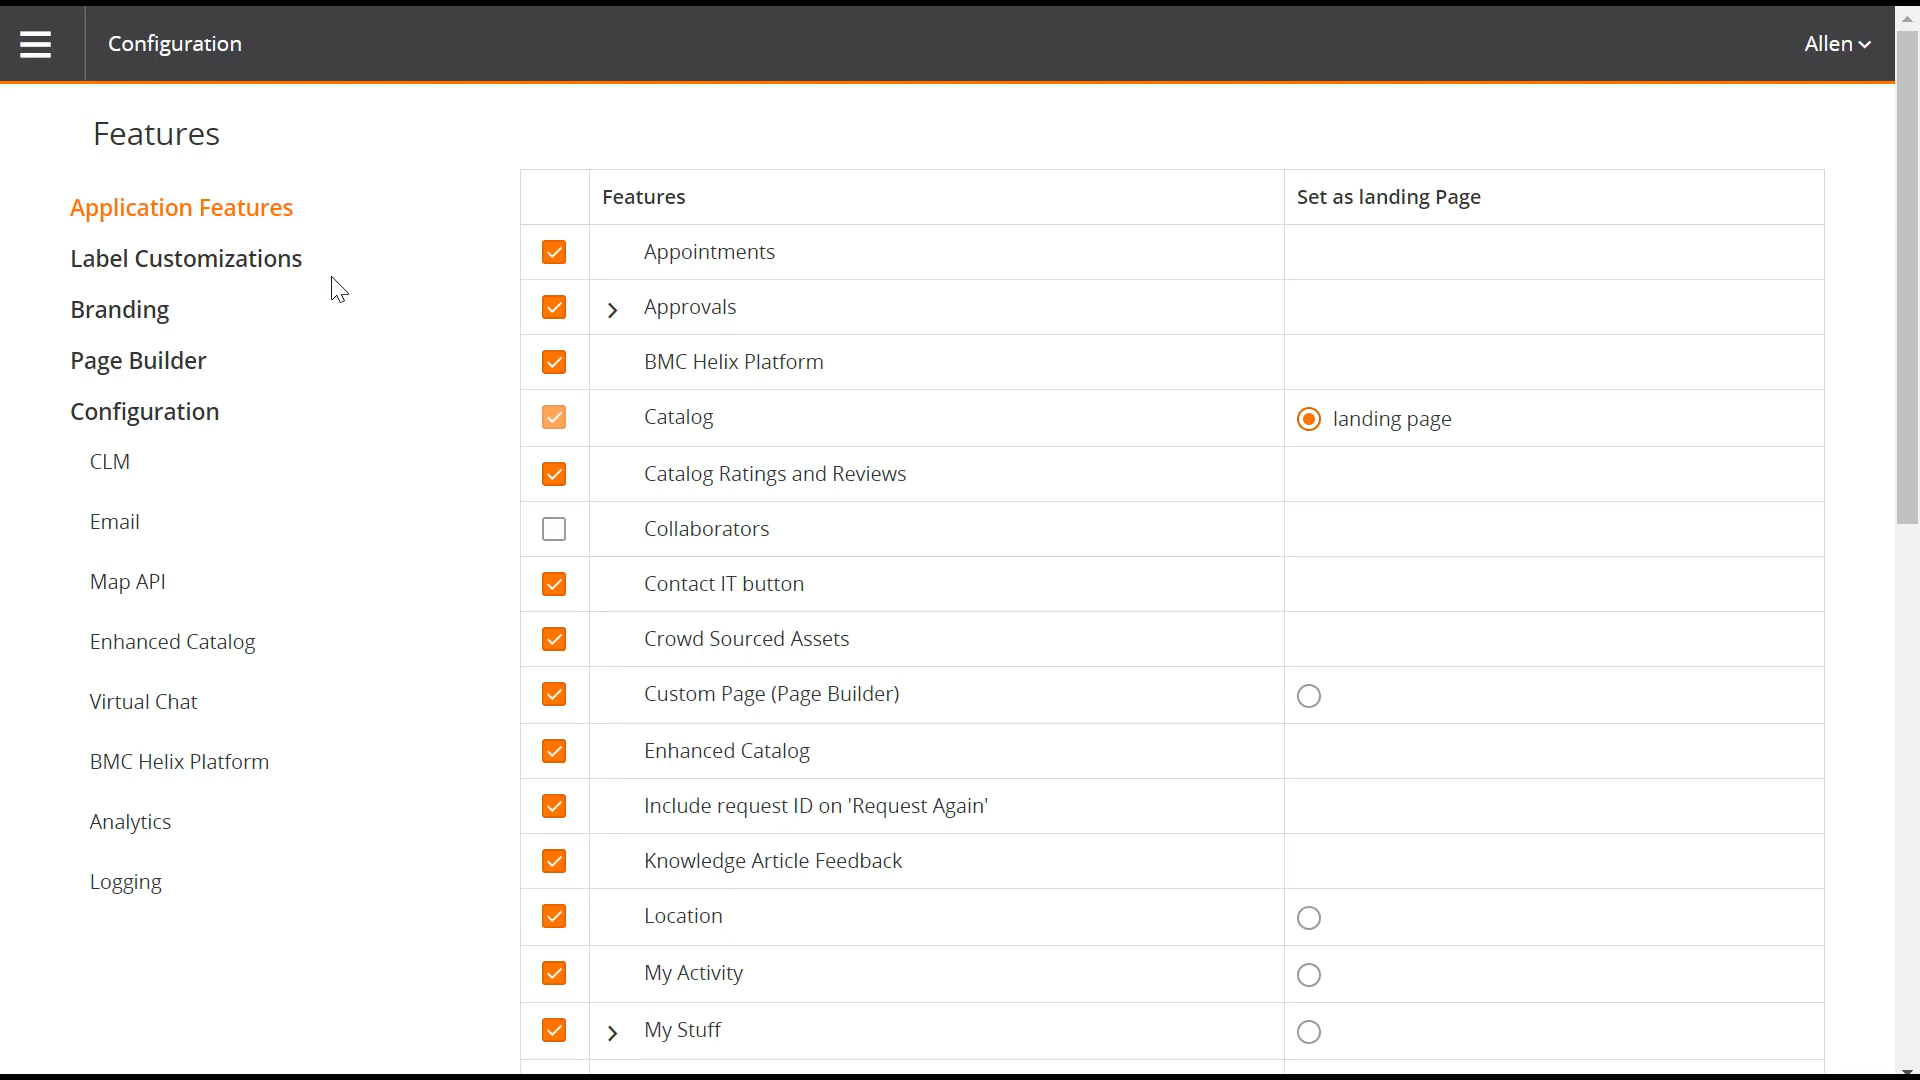 Configuration
Allen
Features
Application Features
Label Customizations
Branding
Page Builder
Configuration
CLM
Email
Map API
Enhanced Catalog
Virtual Chat
BMC Helix Platform
Analytics
Logging
Features Set as landing Page
Appointments
Approvals
BMC Helix Platform
Catalog landing page
Catalog Ratings and Reviews
Collaborators
Contact IT button
Crowd Sourced Assets
Custom Page (Page Builder)
Enhanced Catalog
Include request ID on 'Request Again'
Knowledge Article Feedback
Location
My Activity
My Stuff